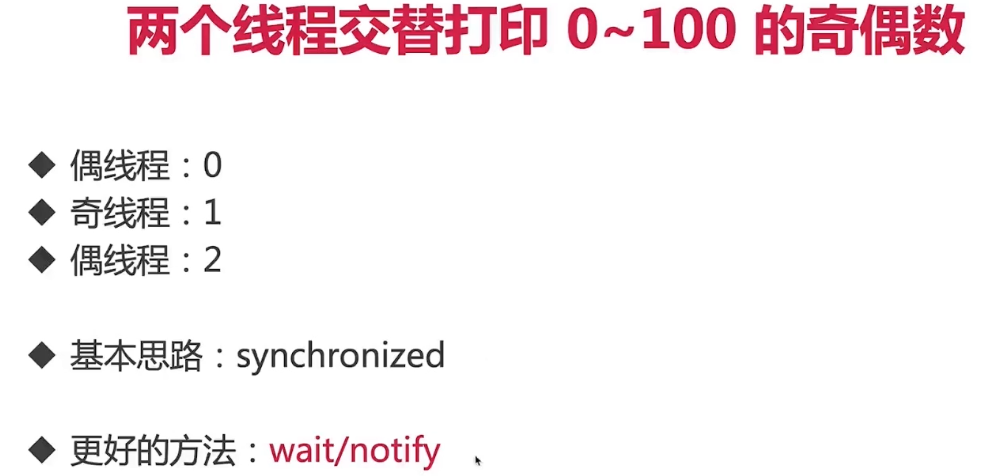 两个线程交替打印 0~100 的奇偶数
◆ 偶线程：0
◆ 奇线程：1
◆ 偶线程：2
◆ 基本思路：synchronized
◆ 更好的方法：wait/notify